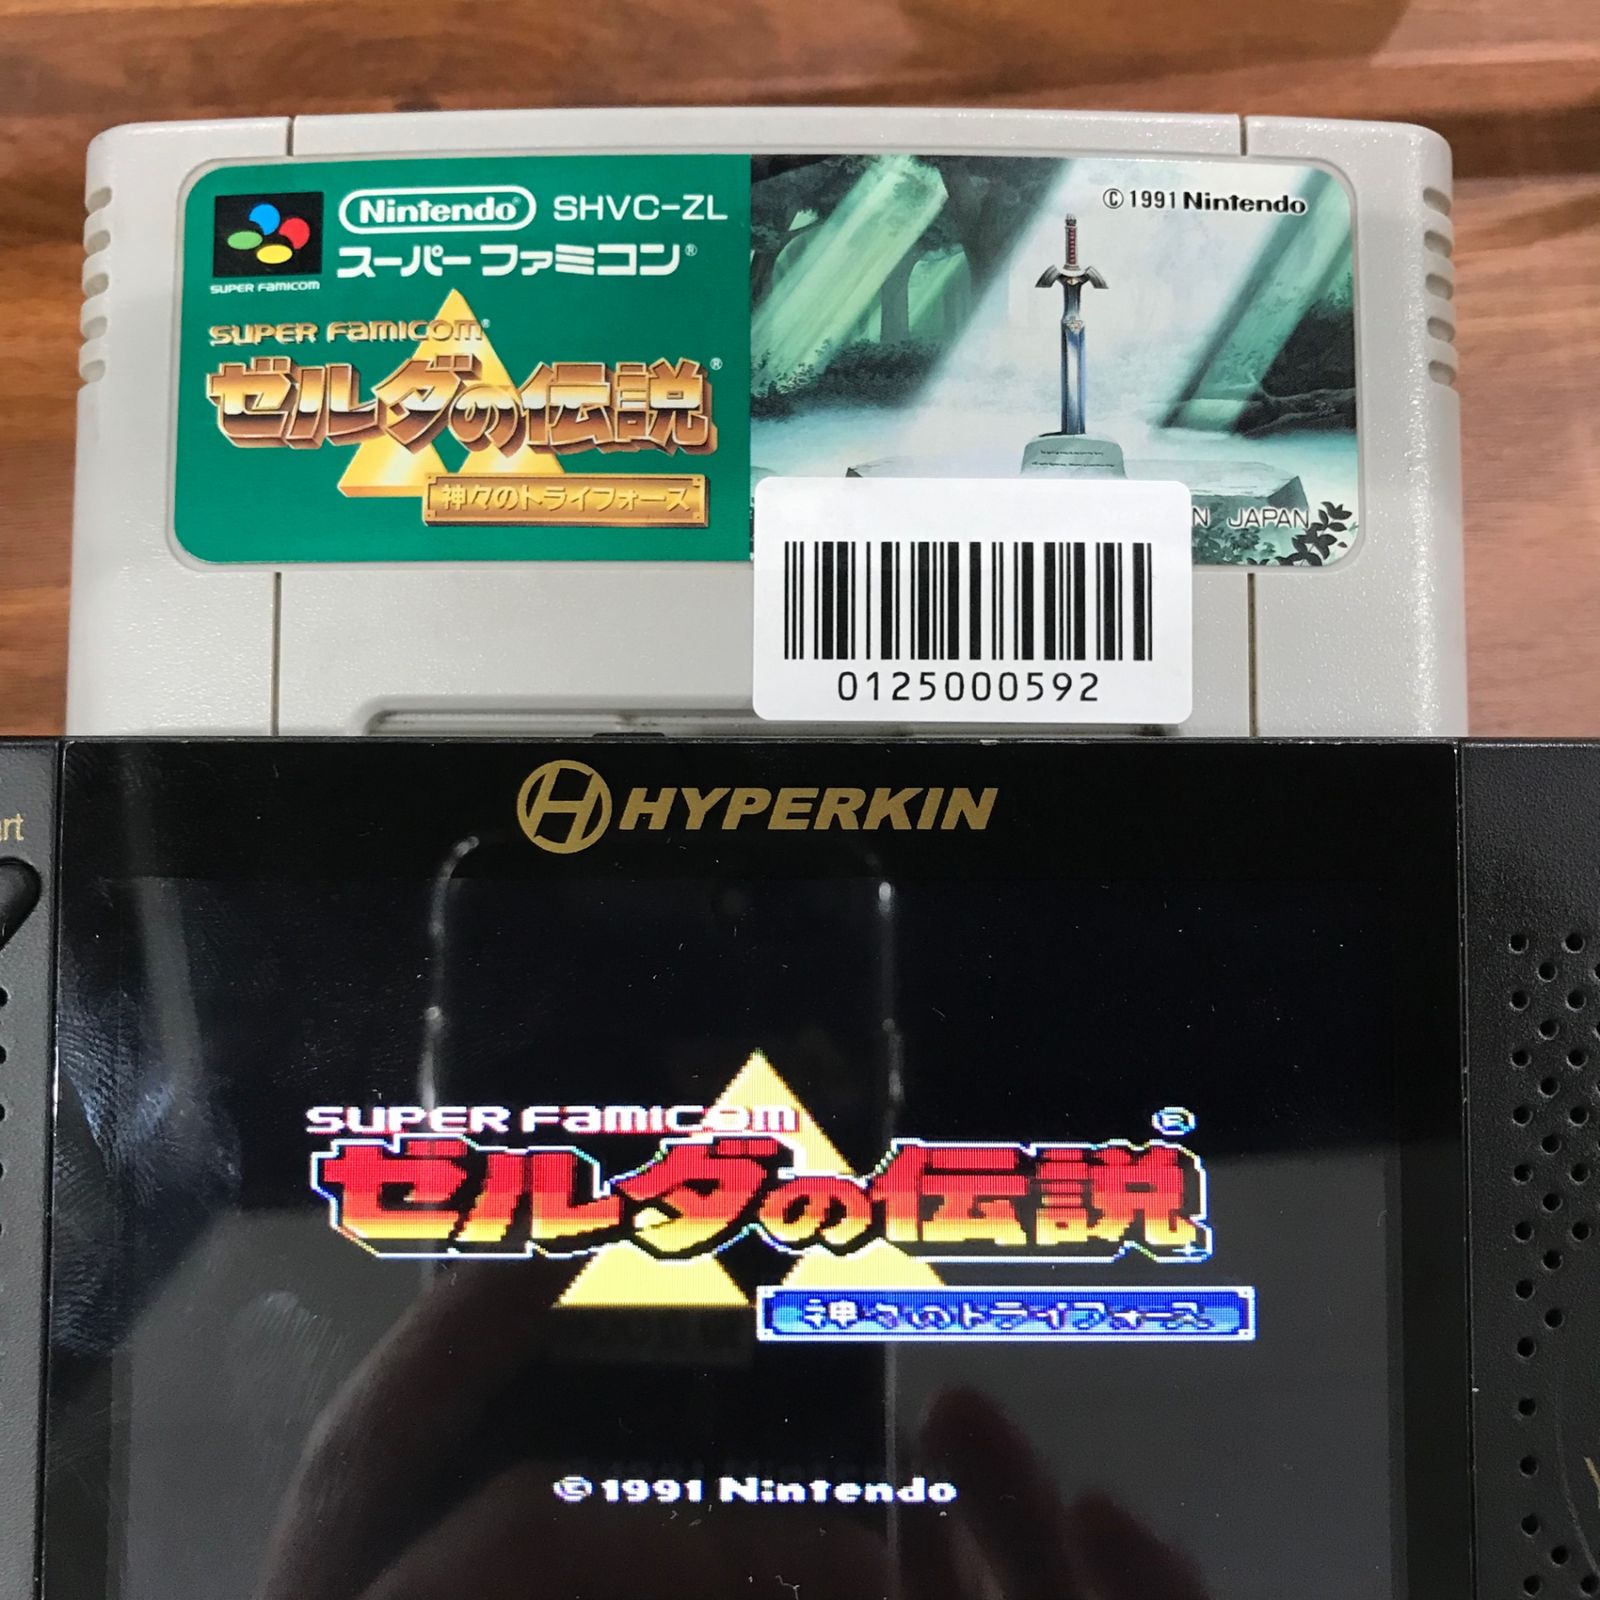 Nintendo® SHVC-ZL
スーパーファミコン®
SUPER FAMICOM
SUPER FAMICOM®
ゼルダの伝説®
神々のトライフォース
©1991 Nintendo
N JAPAN
0125000592
HYPERKIN
art
SUPER FAMICOM ®
ゼルダの伝説
神々のトライフォース
©1991 Nintendo